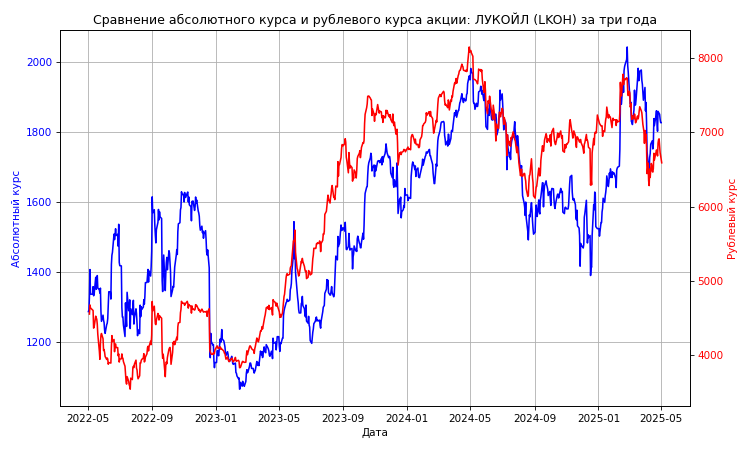 Сравнение абсолютного курса и рублевого курса акции: ЛУКОЙЛ (LKOH) за три года
Абсолютный курс
2000
1800
1600
1400
1200
8000
7000
6000
5000
4000
Рублевый курс
2022-05 2022-09 2023-01 2023-05 2023-09 2024-01 2024-05 2024-09 2025-01 2025-05
Дата